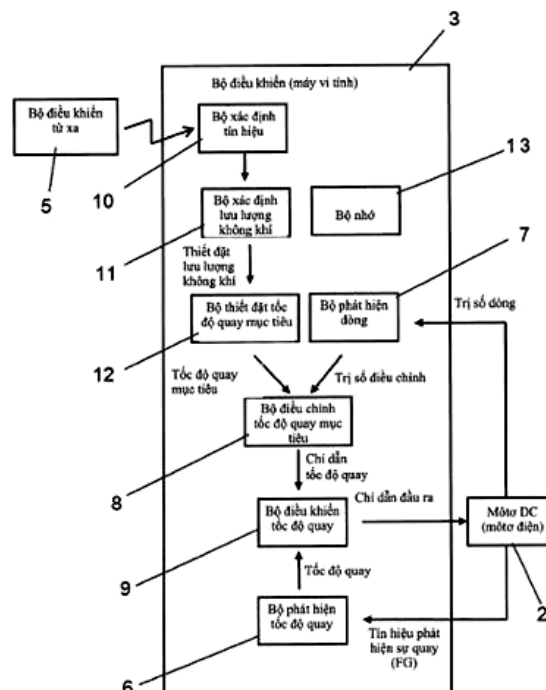 3
Bộ điều khiển (máy vi tính)
Bộ điều khiển
từ xa
Bộ xác định
tín hiệu
5
10
13
Bộ xác định
lưu lượng
không khí
Bộ nhớ
11
7
Thiết đặt
lưu lượng
không khí
Bộ thiết đặt tốc
độ quay mục tiêu
Bộ phát hiện
dòng
Trị số dòng
12
Tốc độ quay
mục tiêu
Trị số điều chỉnh
Bộ điều chỉnh
tốc độ quay mục
tiêu
8
Chỉ dẫn
tốc độ quay
Chỉ dẫn đầu ra
Bộ điều khiển
tốc độ quay
Môtơ DC
(môtơ điện)
9
Tốc độ quay
2
Bộ phát hiện
tốc độ quay
Tín hiệu phát
hiện sự quay
(FG)
6